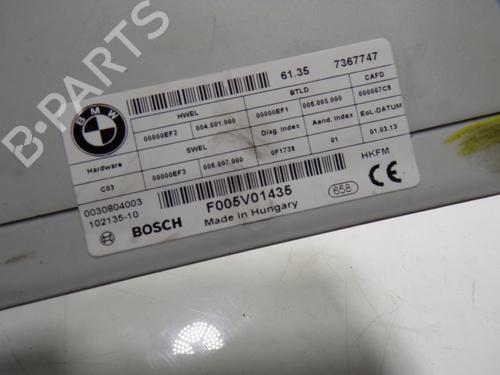 B-PARTS
BMW
61.35 7367747
HWEL BTLD CAFD
00000EF2 004.001.000 00000EF1 006.003.000 000007C8
Hardware SWEL Diag. Index Aend. Index EoL-DATUM
C03 00000EF3 006.007.000 0F1738 01 01.03.13
0030804003 HKFM
102135-10 F005V01435 658 CE
BOSCH Made in Hungary